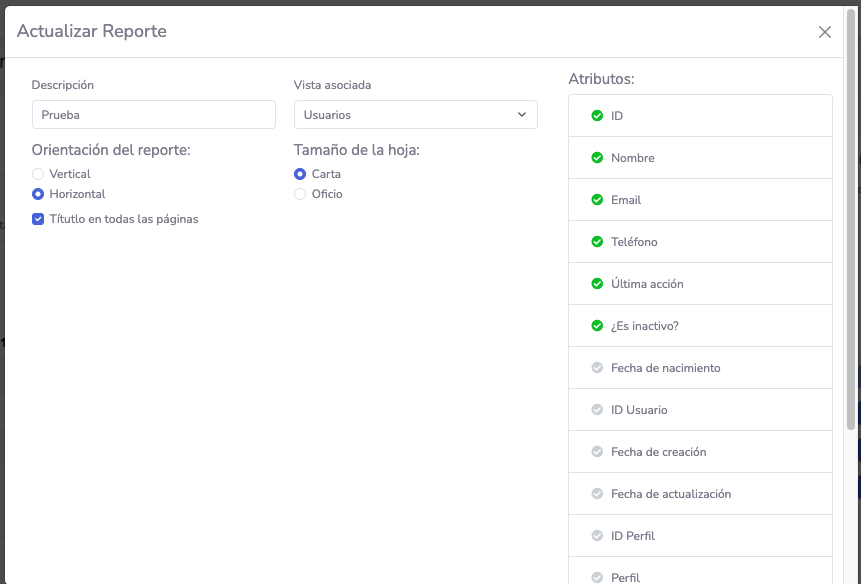 Actualizar Reporte
Descripción
Prueba
Vista asociada
Usuarios
Orientación del reporte:
Vertical
Horizontal
Títutlo en todas las páginas
Tamaño de la hoja:
Carta
Oficio
Atributos:
ID
Nombre
Email
Teléfono
Última acción
¿Es inactivo?
Fecha de nacimiento
ID Usuario
Fecha de creación
Fecha de actualización
ID Perfil
Perfil